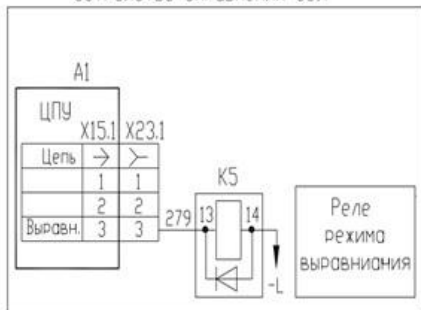 A1
ЦПУ
X15.1 X23.1
Цепь
1 1
2 2
Выравн. 3 3
279
K5
13 14
-L
Реле
режима
выравниания